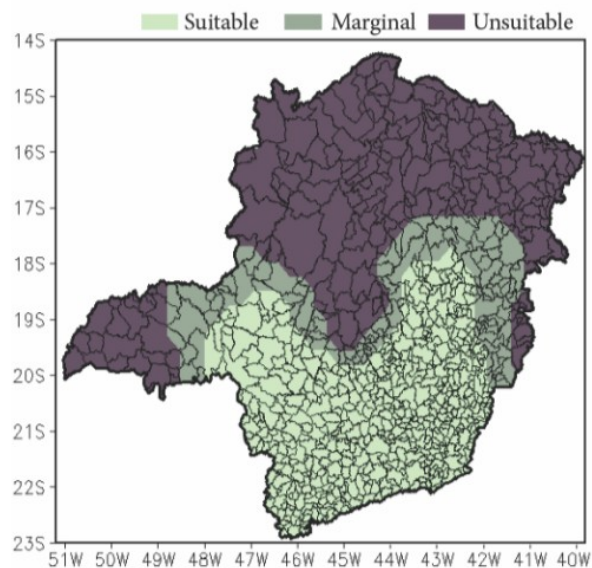 Suitable Marginal Unsuitable
14S
15S
16S
17S
18S
19S
20S
21S
22S
23S
51W 50W 49W 48W 47W 46W 45W 44W 43W 42W 41W 40W